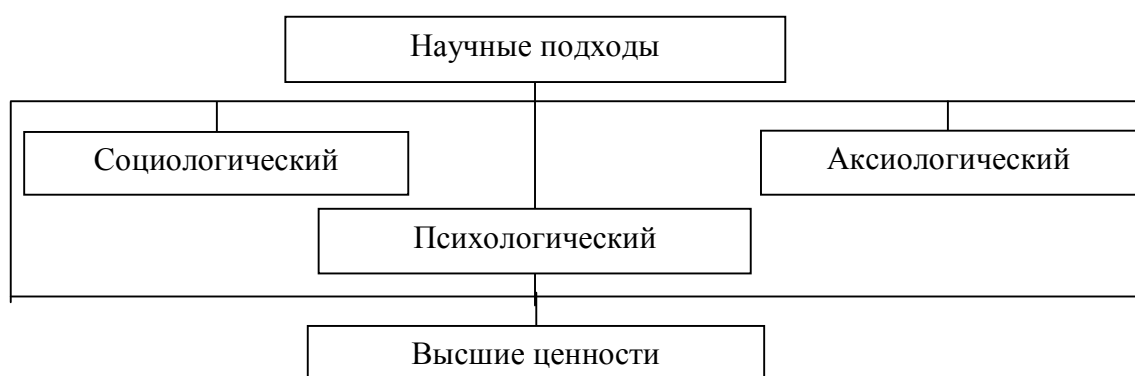 Научные подходы
Социологический
Аксиологический
Психологический
Высшие ценности